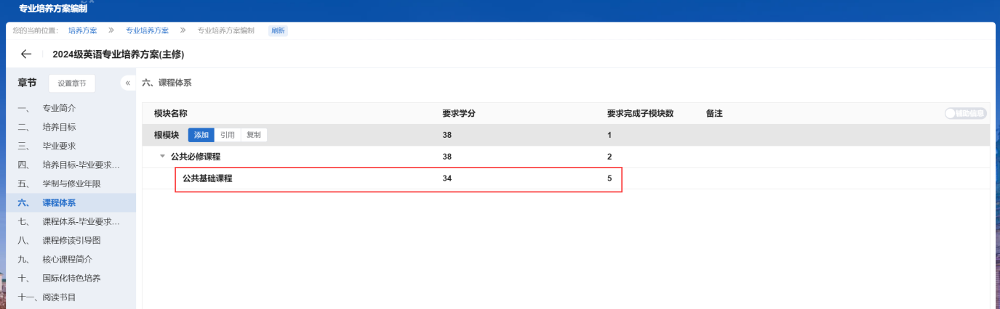 专业培养方案编制
您的当前位置： 培养方案 》 专业培养方案 》 专业培养方案编制 刷新
← 2024级英语专业培养方案(主修)
章节 设置章节 « 六、课程体系
模块名称 要求学分 要求完成子模块数 备注 辅助信息
根模块 添加 引用 复制 38 1
公共必修课程 38 2
公共基础课程 34 5
一、 专业简介
二、 培养目标
三、 毕业要求
四、 培养目标-毕业要求...
五、 学制与修业年限
六、 课程体系
七、 课程体系-毕业要求...
八、 课程修读引导图
九、 核心课程简介
十、 国际化特色培养
十一、阅读书目